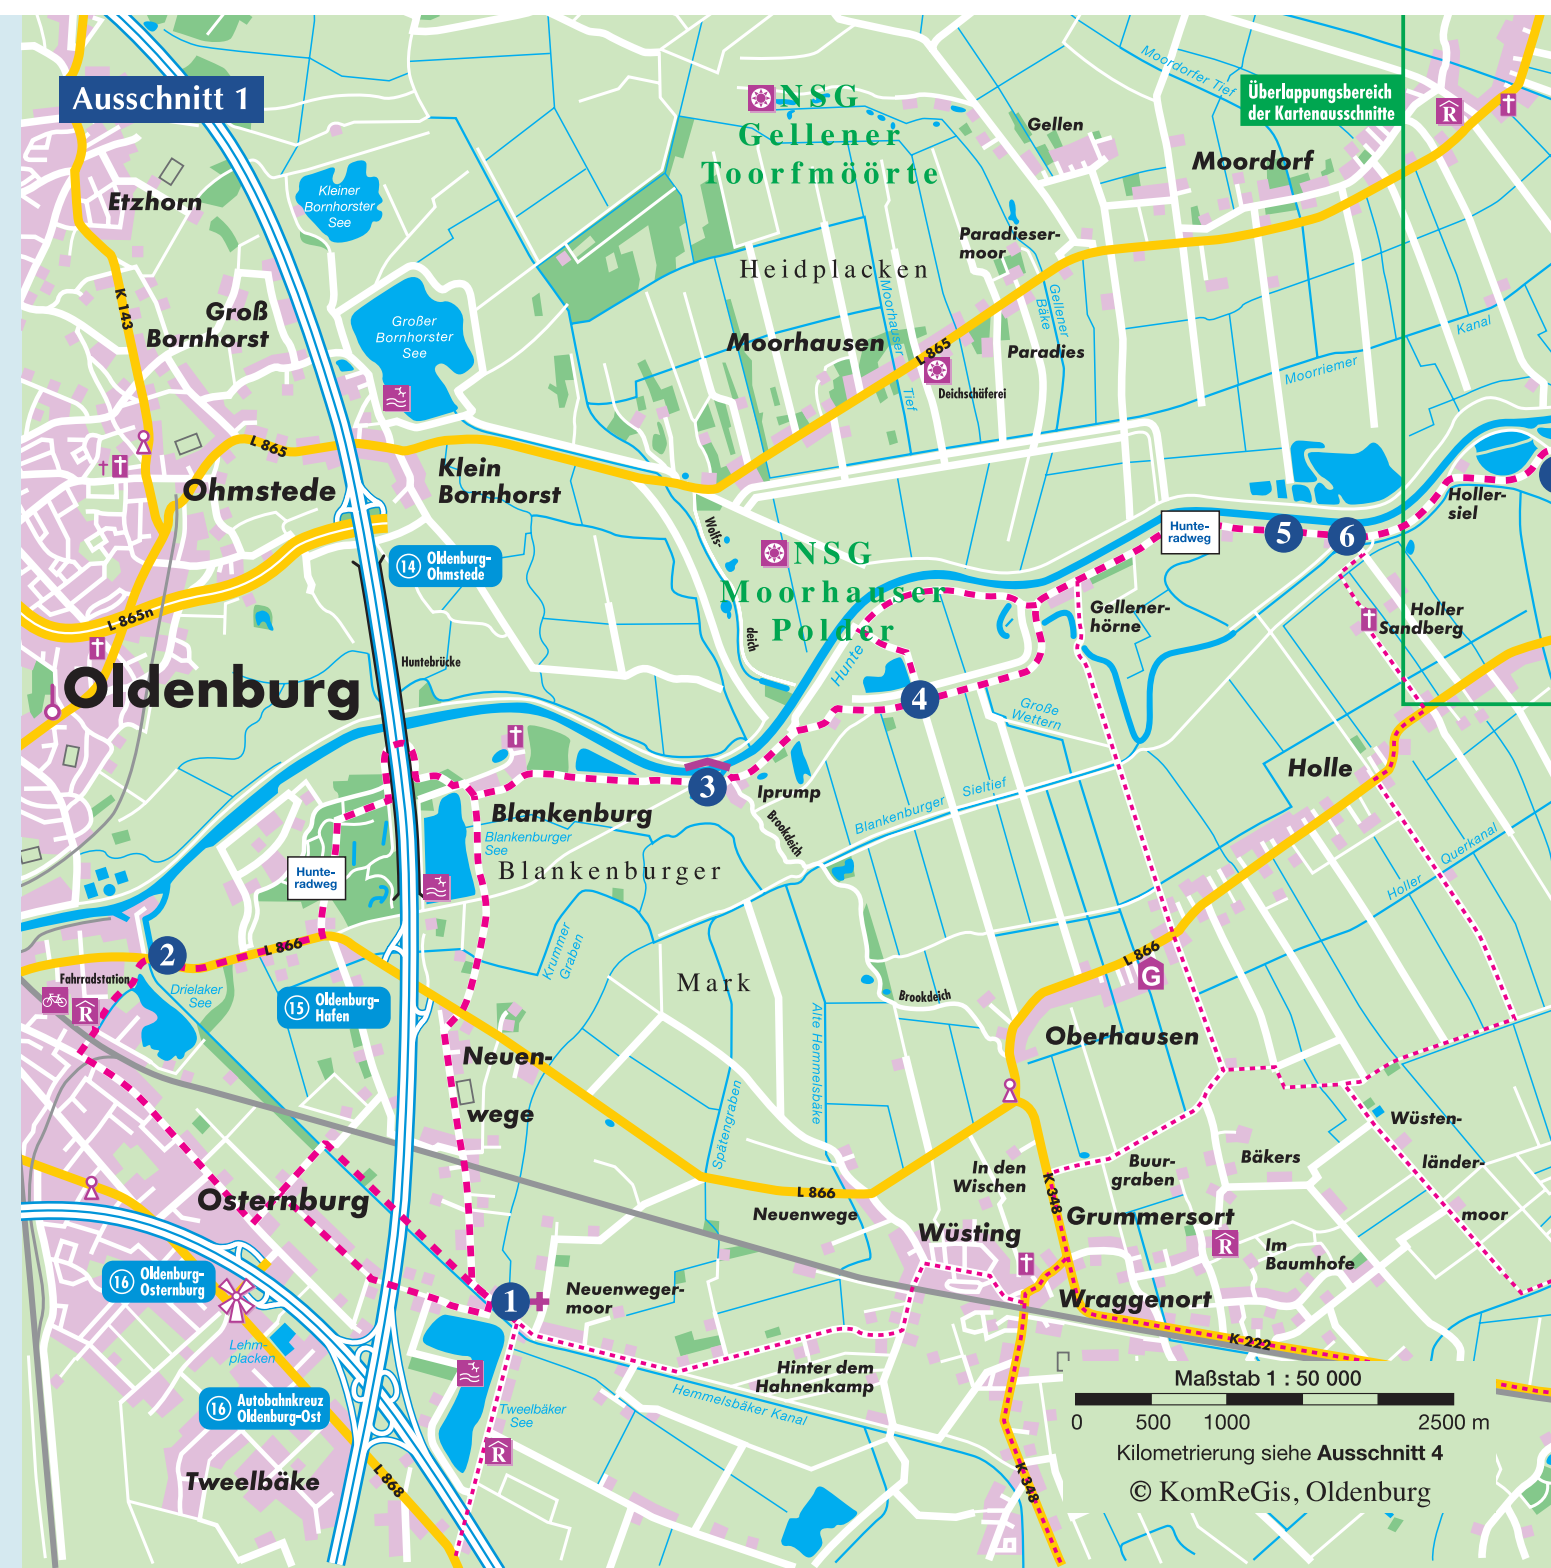 Ausschnitt 1
Überlappungsbereich
der Kartenausschnitte
NSG
Gellener
Toorfmöörte
Moordorfer Tief
Gellen
Moordorf
R
Etzhorn
Kleiner
Bornhorster
See
Paradieser-
moor
Heidplacken
K 143
Groß
Bornhorst
Großer
Bornhorster
See
Moorhausen
Moorhauser
Tief
Gellener
Bäke
L 865
Paradies
Deichschäferei
Moorriemer
Kanal
L 865
Klein
Bornhorst
Ohmstede
Wolfs-
deich
Holler-
siel
Hunte-
radweg
5
6
14
Oldenburg-
Ohmstede
NSG
Moorhauser
Polder
L 865n
Gellener-
hörne
Holler
Sandberg
Huntebrücke
Oldenburg
Hunte
4
Große
Wettern
3
Iprump
Holle
Blankenburg
Blankenburger
See
Brookdeich
Blankenburger
Sieltief
Blankenburger
Querkanal
Holler
Hunte-
radweg
2
L 866
Krummer
Graben
L 866
Fahrradstation
R
Drielaker
See
15
Oldenburg-
Hafen
Mark
Brookdeich
G
Alte Hemmelsbäke
Oberhausen
Neuen-
wege
Spätengraben
Wüsten-
länder-
moor
Buur-
graben
Bäkers
In den
Wischen
K 348
L 866
Neuenwege
Osternburg
Grummersort
Wüsting
R
Im
Baumhofe
16
Oldenburg-
Osternburg
1
Neuenweger-
moor
Wraggenort
K 222
Lehm-
placken
Hinter dem
Hahnenkamp
Hemmelsbäker Kanal
Maßstab 1 : 50 000
0 500 1000 2500 m
Kilometrierung siehe Ausschnitt 4
© KomReGis, Oldenburg
16
Autobahnkreuz
Oldenburg-Ost
Tweelbäker
See
R
Tweelbäke
L 868
K 348